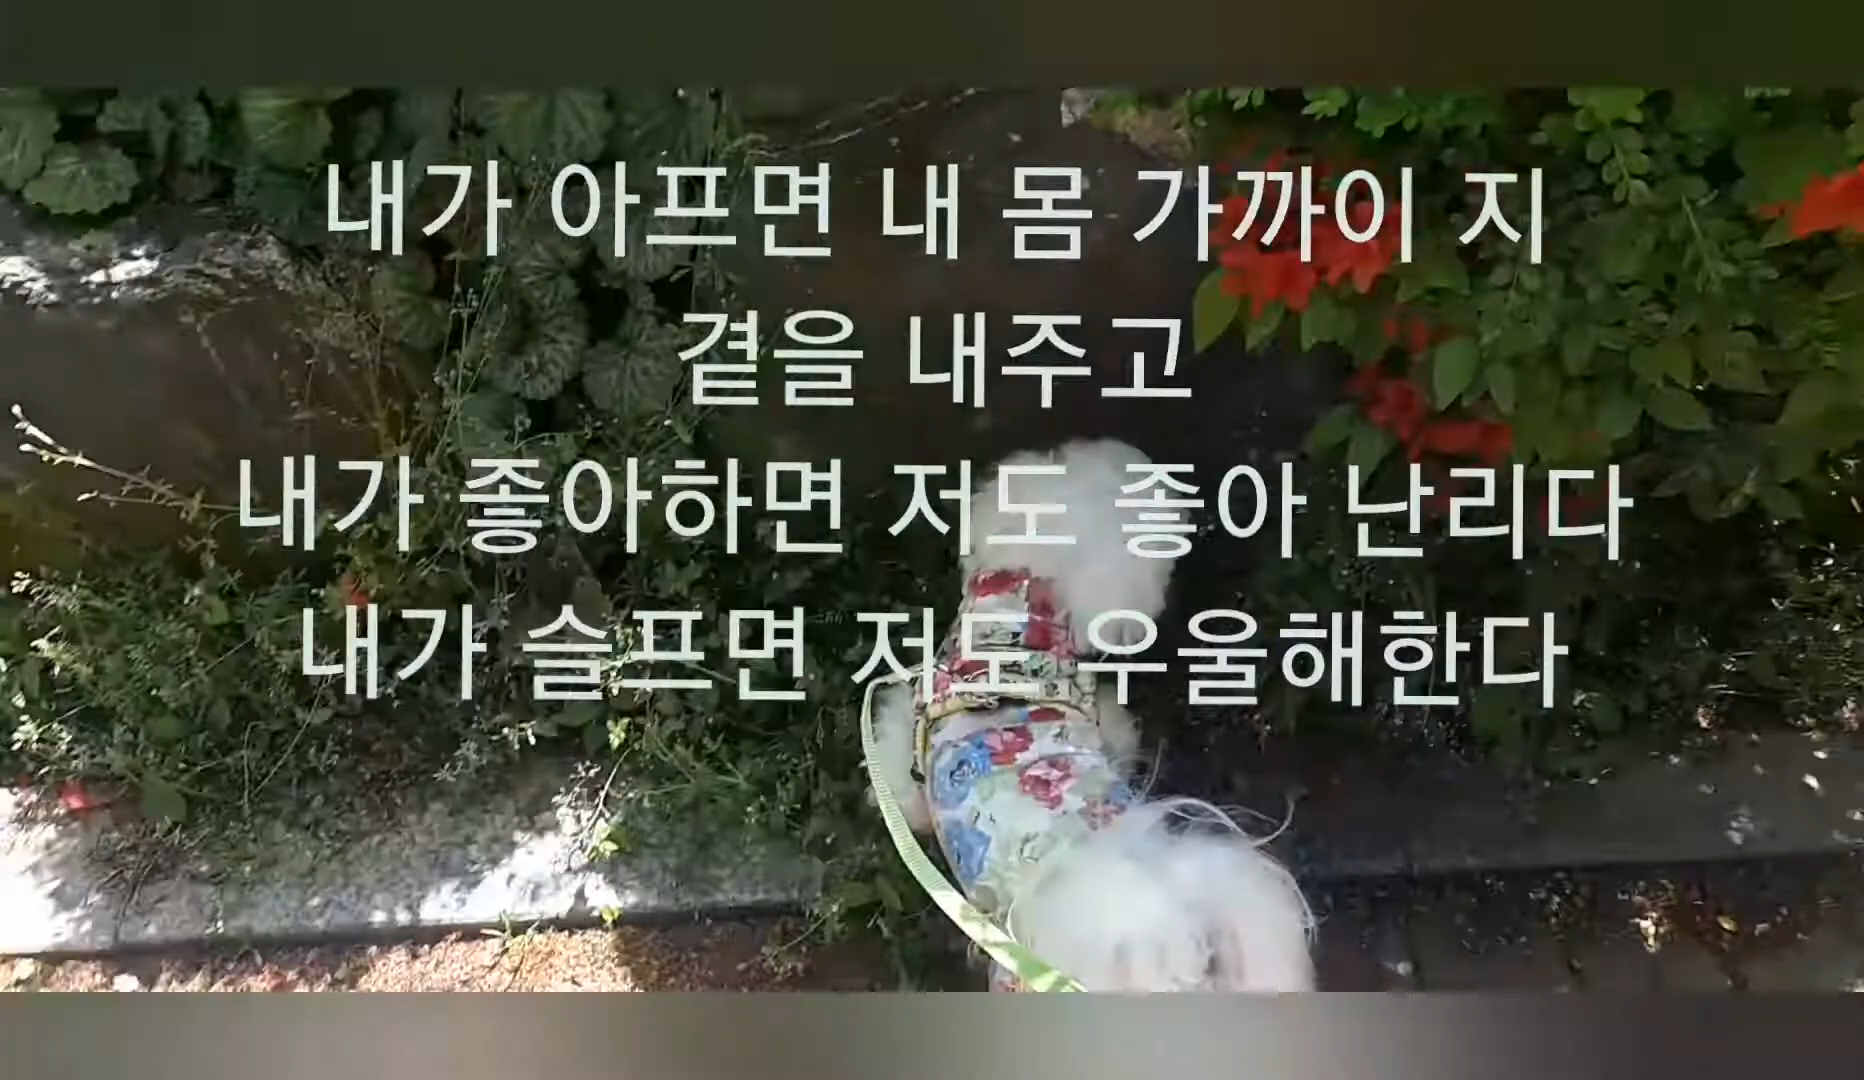 내가 아프면 내 몸 가까이 지
곁을 내주고
내가 좋아하면 저도 좋아 난리다
내가 슬프면 저도 우울해한다